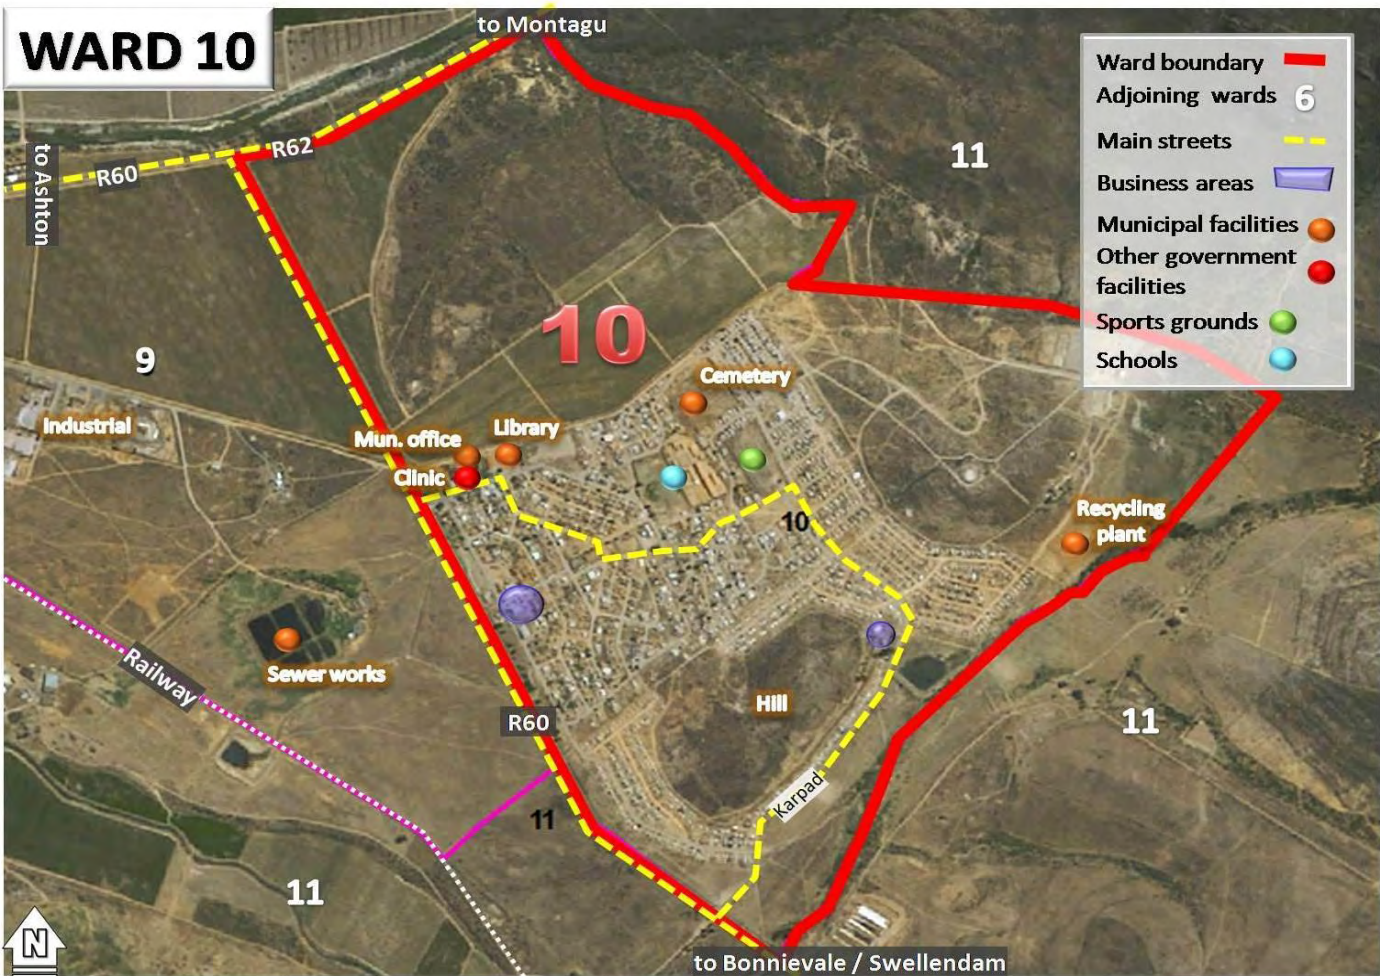 to Montagu
WARD 10
Ward boundary
Adjoining wards 6
Main streets
Business areas
Municipal facilities
Other government
facilities
Sports grounds
Schools
R62
R60
to Ashton
11
10
9
Cemetery
Industrial
Mun. office
Library
Clinic
10
Recycling
plant
Sewer works
Railway
Hill
R60
11
Karpad
11
11
N
to Bonnievale / Swellendam